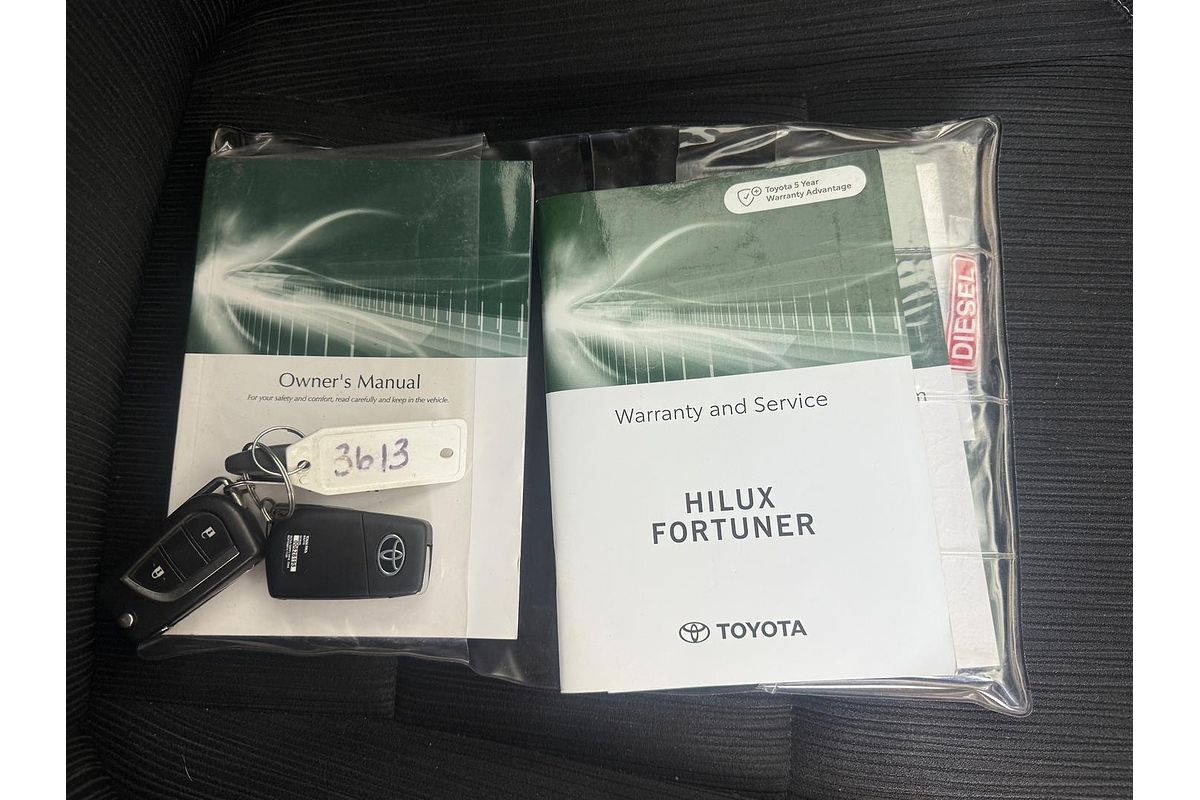 Owner's Manual
For your safety and comfort, read carefully and keep in the vehicle.
3613
Toyota 5 Year
Warranty Advantage
Warranty and Service
HILUX
FORTUNER
TOYOTA
DIESEL